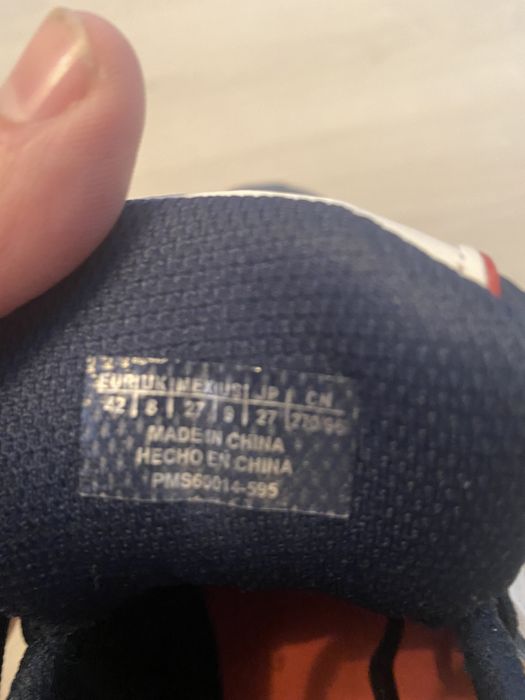 EUR UK MEX US JP CN
42 8 27 9 27
MADE IN CHINA
HECHO EN CHINA
PMS60014-595